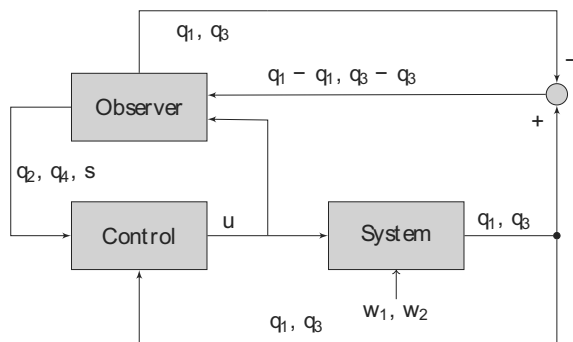 q₁, q₃
−
q₁ − q₁, q₃ − q₃
Observer
+
q₂, q₄, s
Control
u
System
q₁, q₃
w₁, w₂
q₁, q₃